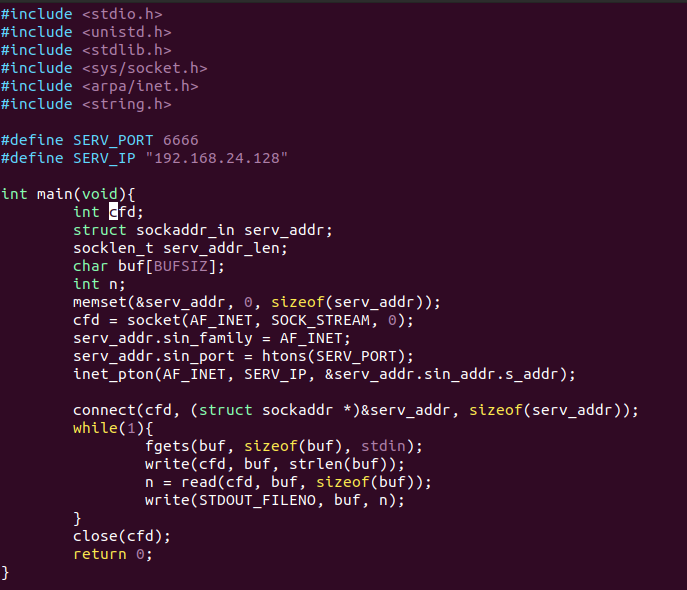 #include <stdio.h>
#include <unistd.h>
#include <stdlib.h>
#include <sys/socket.h>
#include <arpa/inet.h>
#include <string.h>

#define SERV_PORT 6666
#define SERV_IP "192.168.24.128"

int main(void){
        int cfd;
        struct sockaddr_in serv_addr;
        socklen_t serv_addr_len;
        char buf[BUFSIZ];
        int n;
        memset(&serv_addr, 0, sizeof(serv_addr));
        cfd = socket(AF_INET, SOCK_STREAM, 0);
        serv_addr.sin_family = AF_INET;
        serv_addr.sin_port = htons(SERV_PORT);
        inet_pton(AF_INET, SERV_IP, &serv_addr.sin_addr.s_addr);

        connect(cfd, (struct sockaddr *)&serv_addr, sizeof(serv_addr));
        while(1){
                fgets(buf, sizeof(buf), stdin);
                write(cfd, buf, strlen(buf));
                n = read(cfd, buf, sizeof(buf));
                write(STDOUT_FILENO, buf, n);
        }
        close(cfd);
        return 0;
}